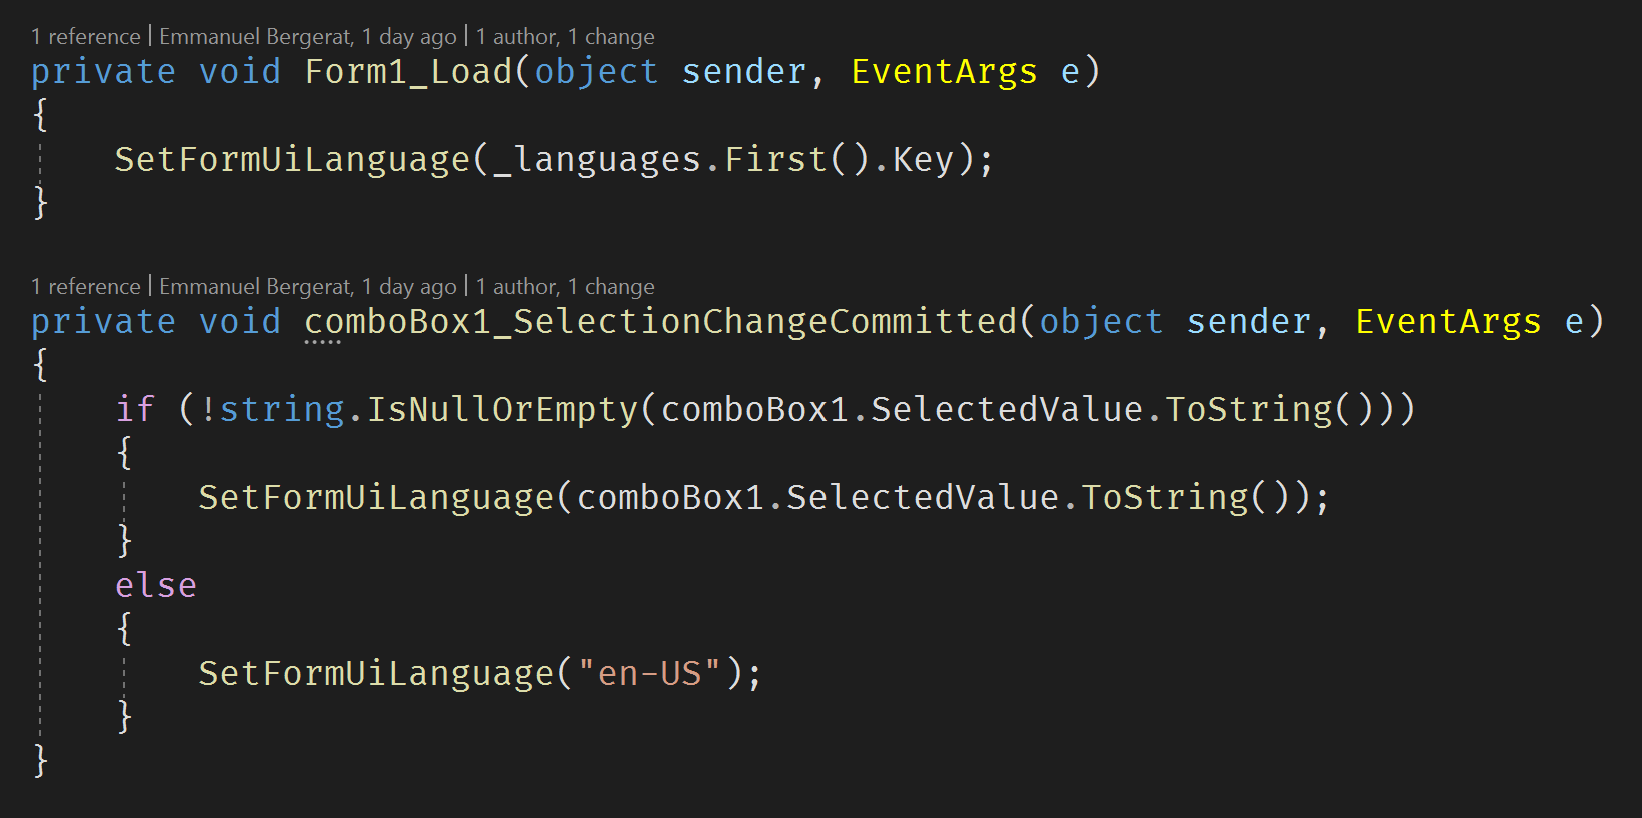 1 reference | Emmanuel Bergerat, 1 day ago | 1 author, 1 change
private void Form1_Load(object sender, EventArgs e)
{
    SetFormUiLanguage(_languages.First().Key);
}
1 reference | Emmanuel Bergerat, 1 day ago | 1 author, 1 change
private void comboBox1_SelectionChangeCommitted(object sender, EventArgs e)
{
    if (!string.IsNullOrEmpty(comboBox1.SelectedValue.ToString()))
    {
        SetFormUiLanguage(comboBox1.SelectedValue.ToString());
    }
    else
    {
        SetFormUiLanguage("en-US");
    }
}